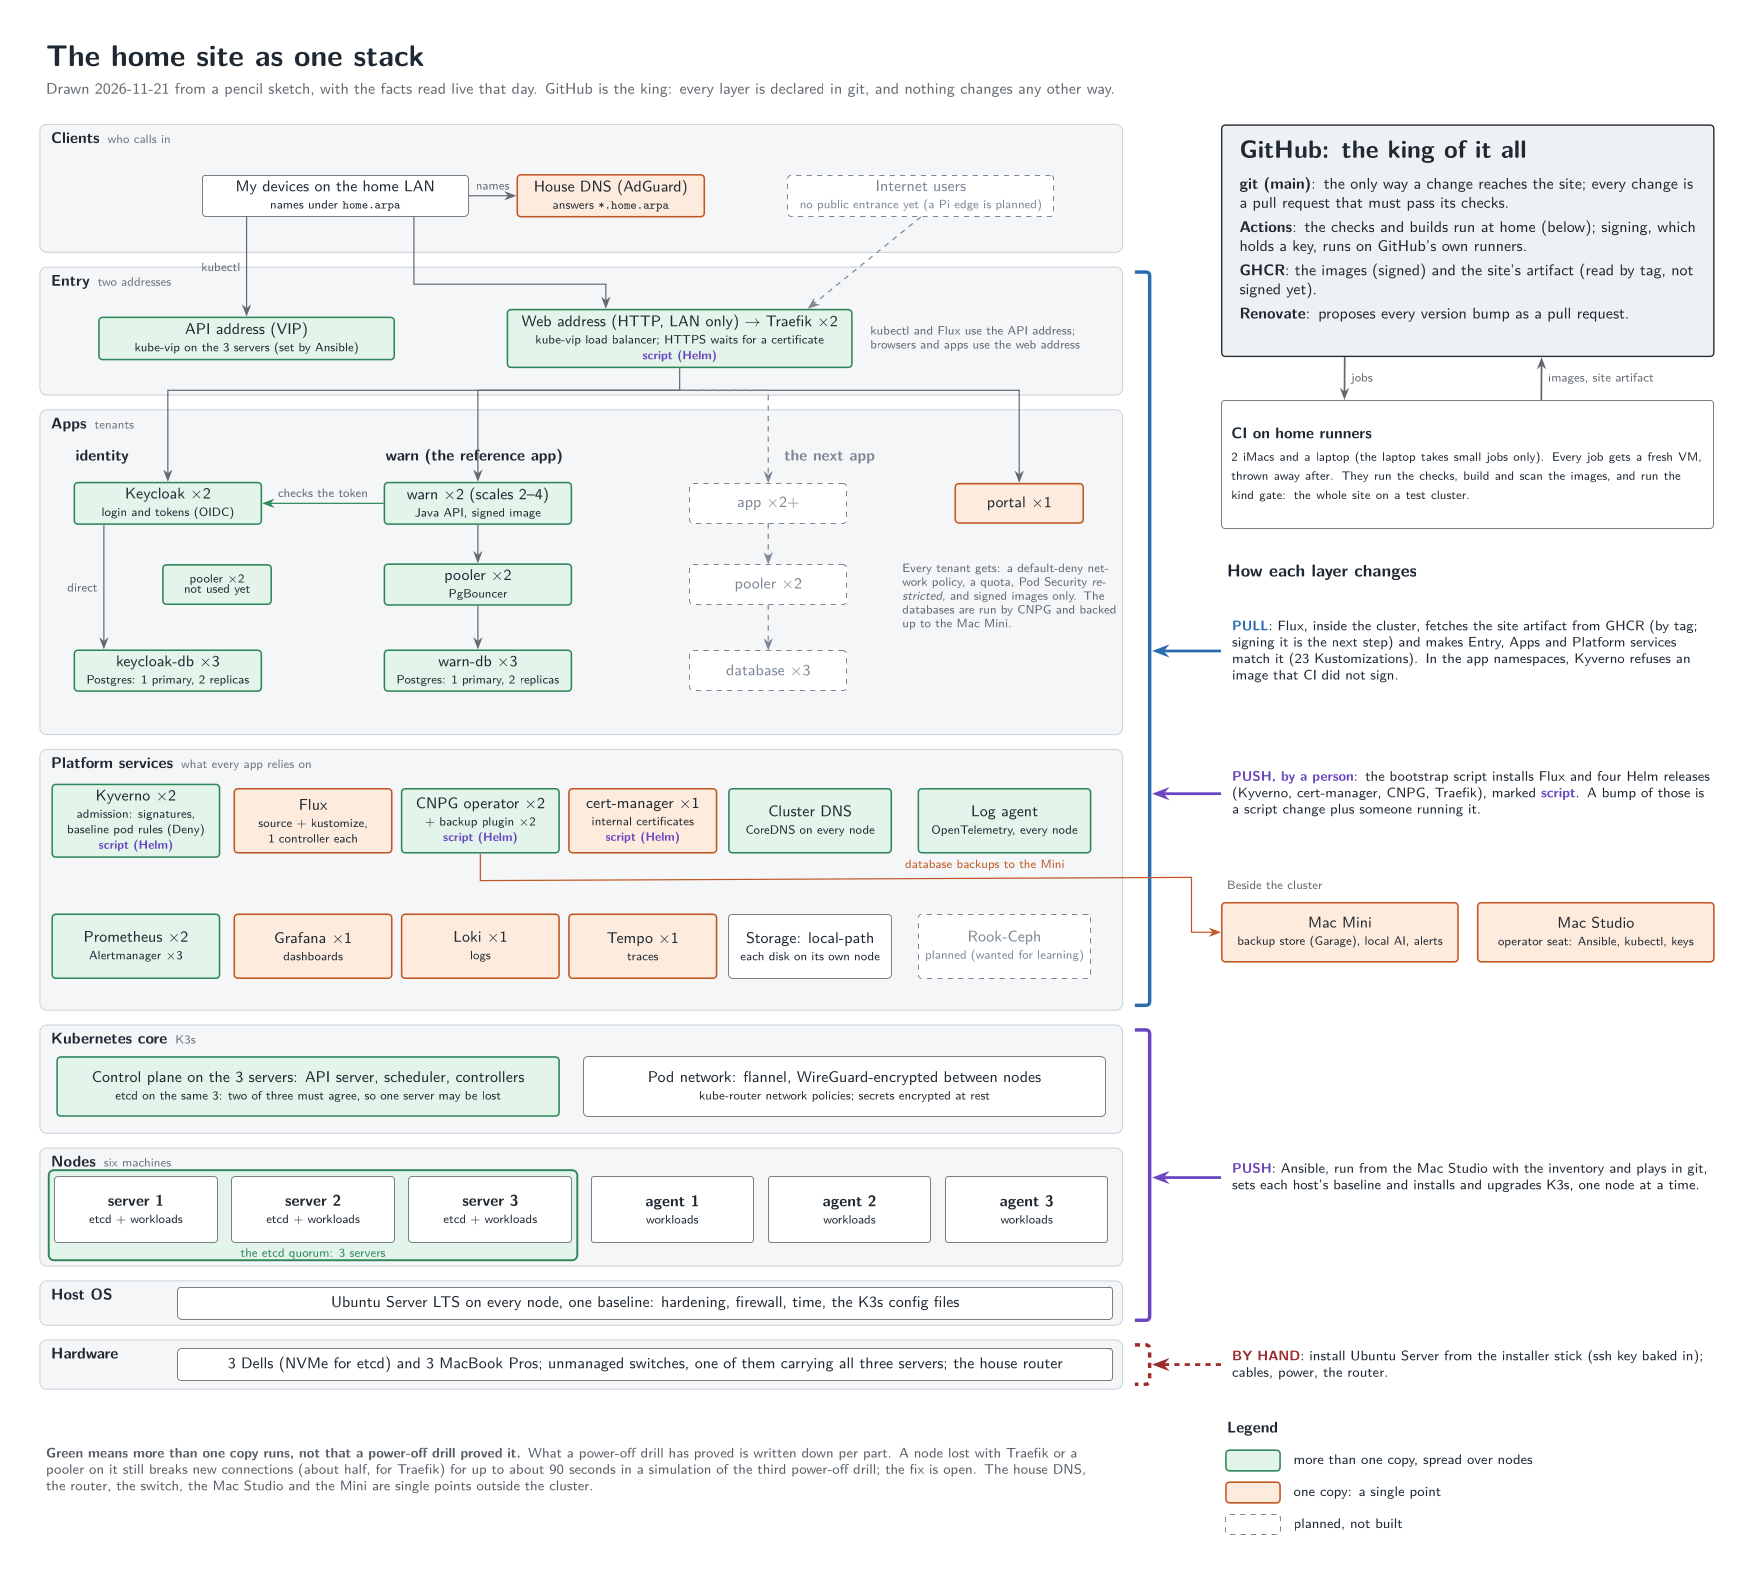 The home site as one stack
Drawn 2026-11-21 from a pencil sketch, with the facts read live that day. GitHub is the king: every layer is declared in git, and nothing changes any other way.
Clients who calls in
My devices on the home LAN
names under home.arpa
names
House DNS (AdGuard)
answers *.home.arpa
Internet users
no public entrance yet (a Pi edge is planned)
kubectl
Entry two addresses
API address (VIP)
kube-vip on the 3 servers (set by Ansible)
Web address (HTTP, LAN only) → Traefik ×2
kube-vip load balancer; HTTPS waits for a certificate
script (Helm)
kubectl and Flux use the API address;
browsers and apps use the web address
Apps tenants
identity
warn (the reference app)
the next app
Keycloak ×2
login and tokens (OIDC)
checks the token
warn ×2 (scales 2–4)
Java API, signed image
app ×2+
portal ×1
direct
pooler ×2
not used yet
pooler ×2
PgBouncer
pooler ×2
Every tenant gets: a default-deny net-
work policy, a quota, Pod Security re-
stricted, and signed images only. The
databases are run by CNPG and backed
up to the Mac Mini.
keycloak-db ×3
Postgres: 1 primary, 2 replicas
warn-db ×3
Postgres: 1 primary, 2 replicas
database ×3
Platform services what every app relies on
Kyverno ×2
admission: signatures,
baseline pod rules (Deny)
script (Helm)
Flux
source + kustomize,
1 controller each
CNPG operator ×2
+ backup plugin ×2
script (Helm)
cert-manager ×1
internal certificates
script (Helm)
Cluster DNS
CoreDNS on every node
Log agent
OpenTelemetry, every node
database backups to the Mini
Prometheus ×2
Alertmanager ×3
Grafana ×1
dashboards
Loki ×1
logs
Tempo ×1
traces
Storage: local-path
each disk on its own node
Rook-Ceph
planned (wanted for learning)
Kubernetes core K3s
Control plane on the 3 servers: API server, scheduler, controllers
etcd on the same 3: two of three must agree, so one server may be lost
Pod network: flannel, WireGuard-encrypted between nodes
kube-router network policies; secrets encrypted at rest
Nodes six machines
server 1
etcd + workloads
server 2
etcd + workloads
server 3
etcd + workloads
agent 1
workloads
agent 2
workloads
agent 3
workloads
the etcd quorum: 3 servers
Host OS
Ubuntu Server LTS on every node, one baseline: hardening, firewall, time, the K3s config files
Hardware
3 Dells (NVMe for etcd) and 3 MacBook Pros; unmanaged switches, one of them carrying all three servers; the house router
Green means more than one copy runs, not that a power-off drill proved it. What a power-off drill has proved is written down per part. A node lost with Traefik or a
pooler on it still breaks new connections (about half, for Traefik) for up to about 90 seconds in a simulation of the third power-off drill; the fix is open. The house DNS,
the router, the switch, the Mac Studio and the Mini are single points outside the cluster.
GitHub: the king of it all
git (main): the only way a change reaches the site; every change is
a pull request that must pass its checks.
Actions: the checks and builds run at home (below); signing, which
holds a key, runs on GitHub's own runners.
GHCR: the images (signed) and the site's artifact (read by tag, not
signed yet).
Renovate: proposes every version bump as a pull request.
jobs
images, site artifact
CI on home runners
2 iMacs and a laptop (the laptop takes small jobs only). Every job gets a fresh VM,
thrown away after. They run the checks, build and scan the images, and run the
kind gate: the whole site on a test cluster.
How each layer changes
PULL: Flux, inside the cluster, fetches the site artifact from GHCR (by tag;
signing it is the next step) and makes Entry, Apps and Platform services
match it (23 Kustomizations). In the app namespaces, Kyverno refuses an
image that CI did not sign.
PUSH, by a person: the bootstrap script installs Flux and four Helm releases
(Kyverno, cert-manager, CNPG, Traefik), marked script. A bump of those is
a script change plus someone running it.
Beside the cluster
Mac Mini
backup store (Garage), local AI, alerts
Mac Studio
operator seat: Ansible, kubectl, keys
PUSH: Ansible, run from the Mac Studio with the inventory and plays in git,
sets each host's baseline and installs and upgrades K3s, one node at a time.
BY HAND: install Ubuntu Server from the installer stick (ssh key baked in);
cables, power, the router.
Legend
more than one copy, spread over nodes
one copy: a single point
planned, not built